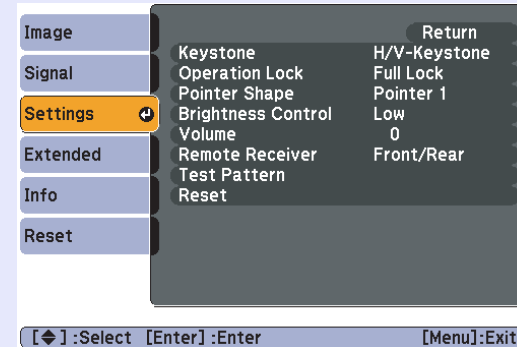 Image
Signal
Settings
Extended
Info
Reset
Return
Keystone H/V-Keystone
Operation Lock Full Lock
Pointer Shape Pointer 1
Brightness Control Low
Volume 0
Remote Receiver Front/Rear
Test Pattern
Reset
[◆] :Select [Enter] :Enter [Menu]:Exit